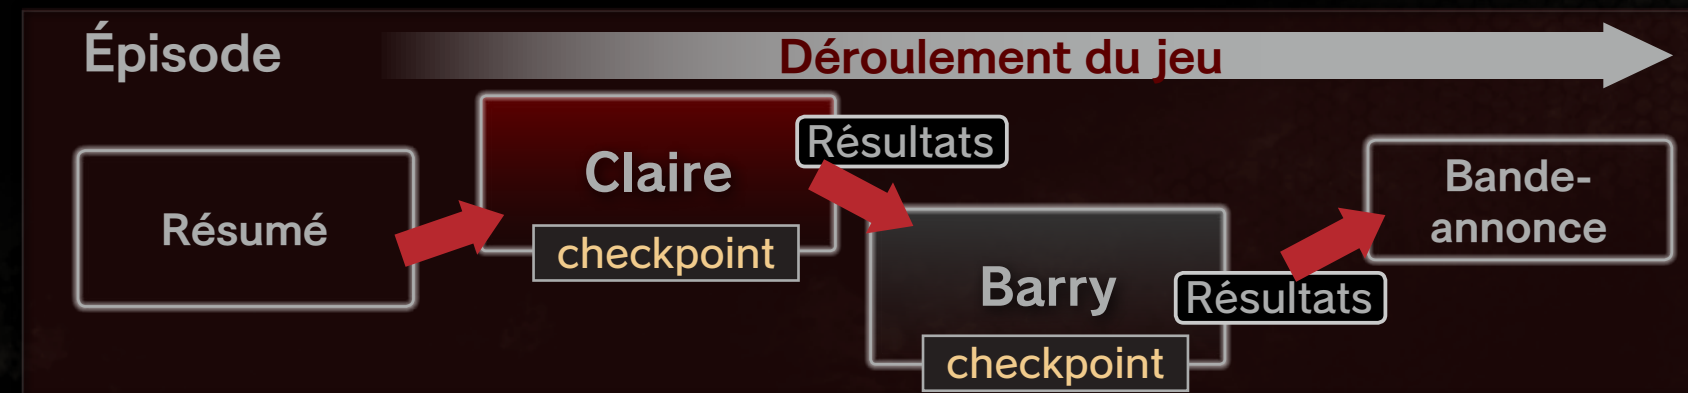 Épisode
Déroulement du jeu
Résumé
Claire
checkpoint
Résultats
Barry
checkpoint
Résultats
Bande-
annonce